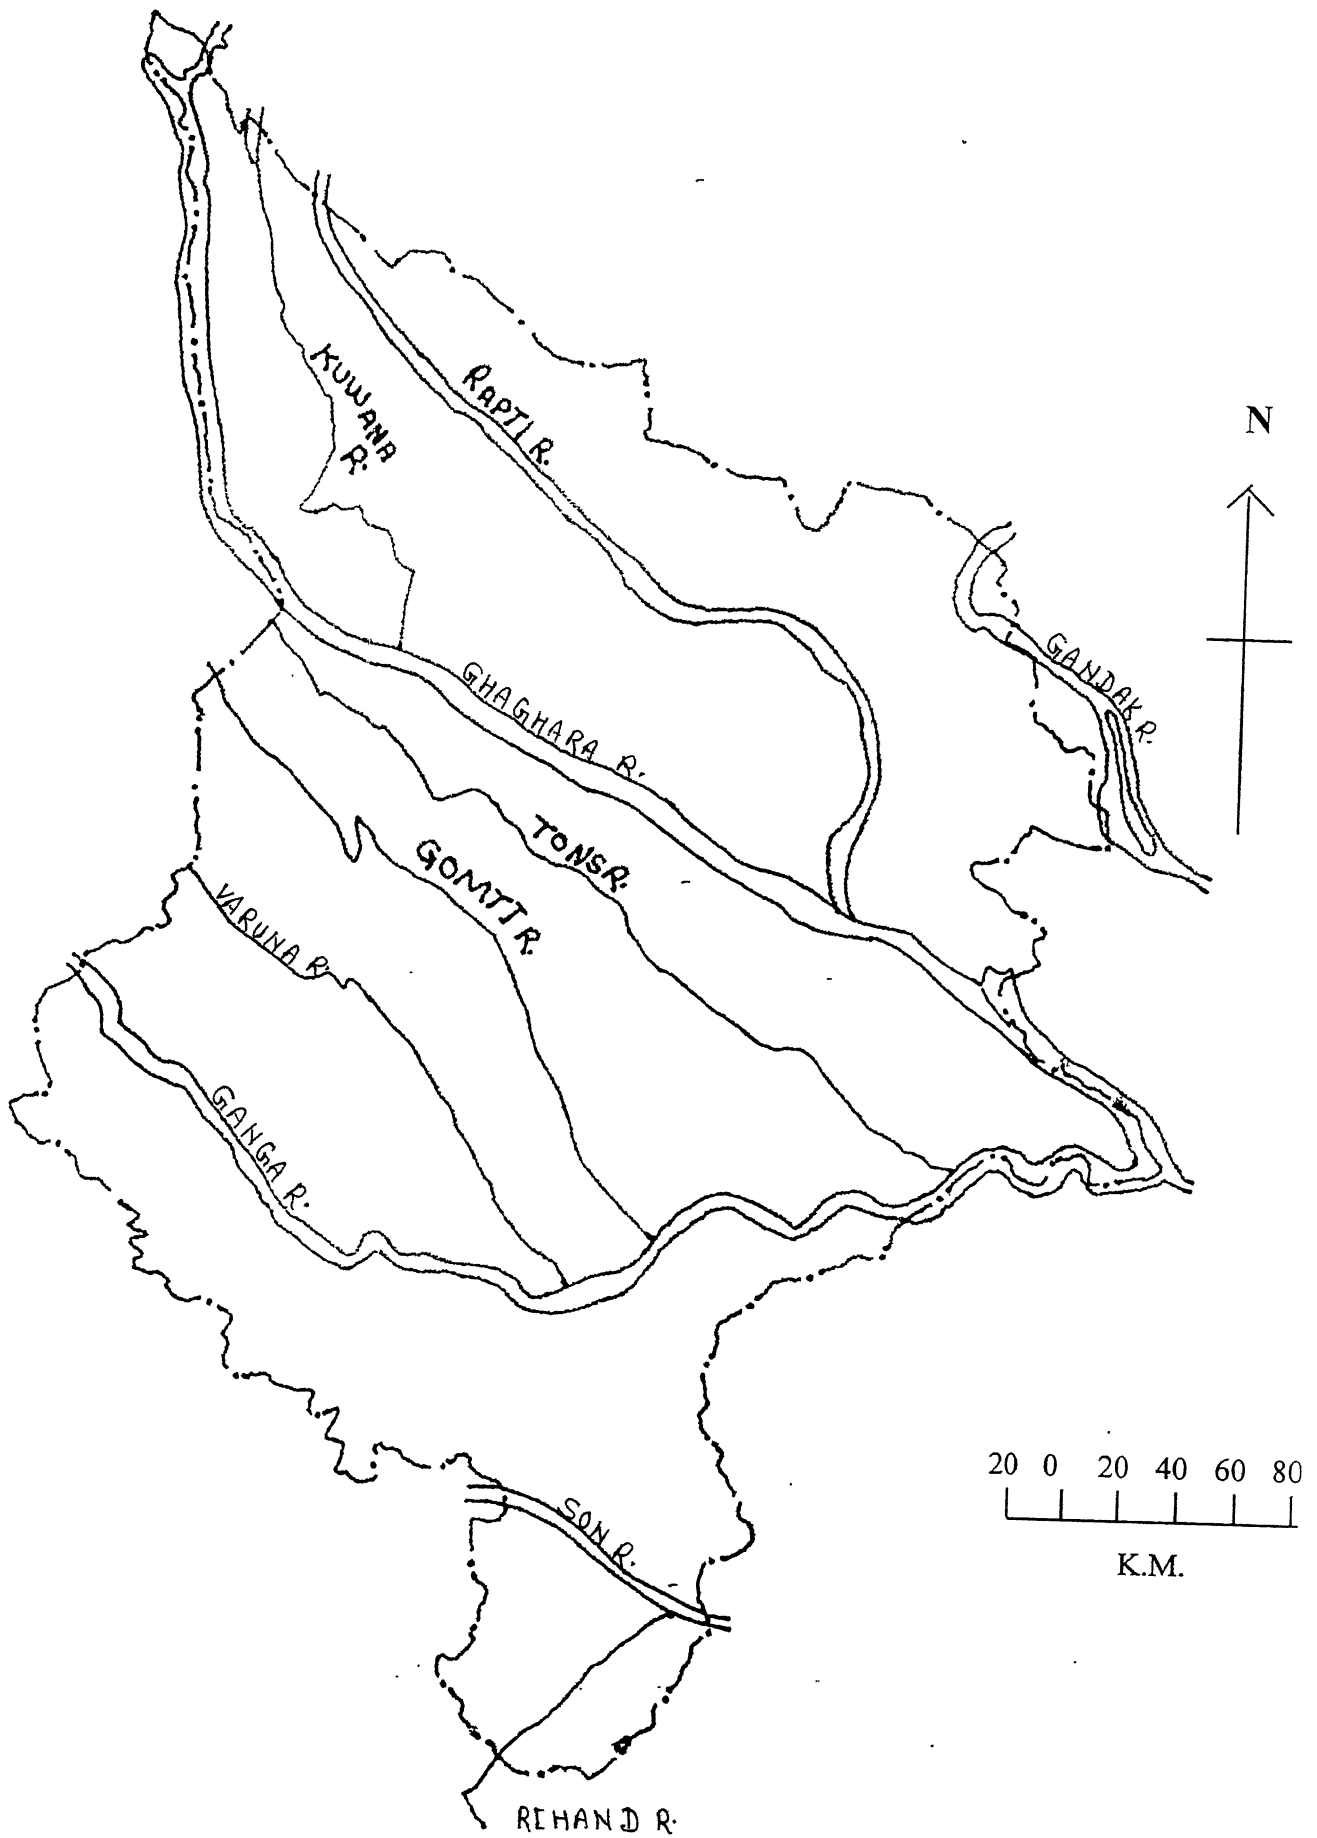 KUWANA
R.
RAPTI R.
N
GANDAK R.
GHAGHARA R.
TONS R.
GOMTI R.
VARUNA R.
GANGA R.
20 0 20 40 60 80
K.M.
SON R.
REHAND R.